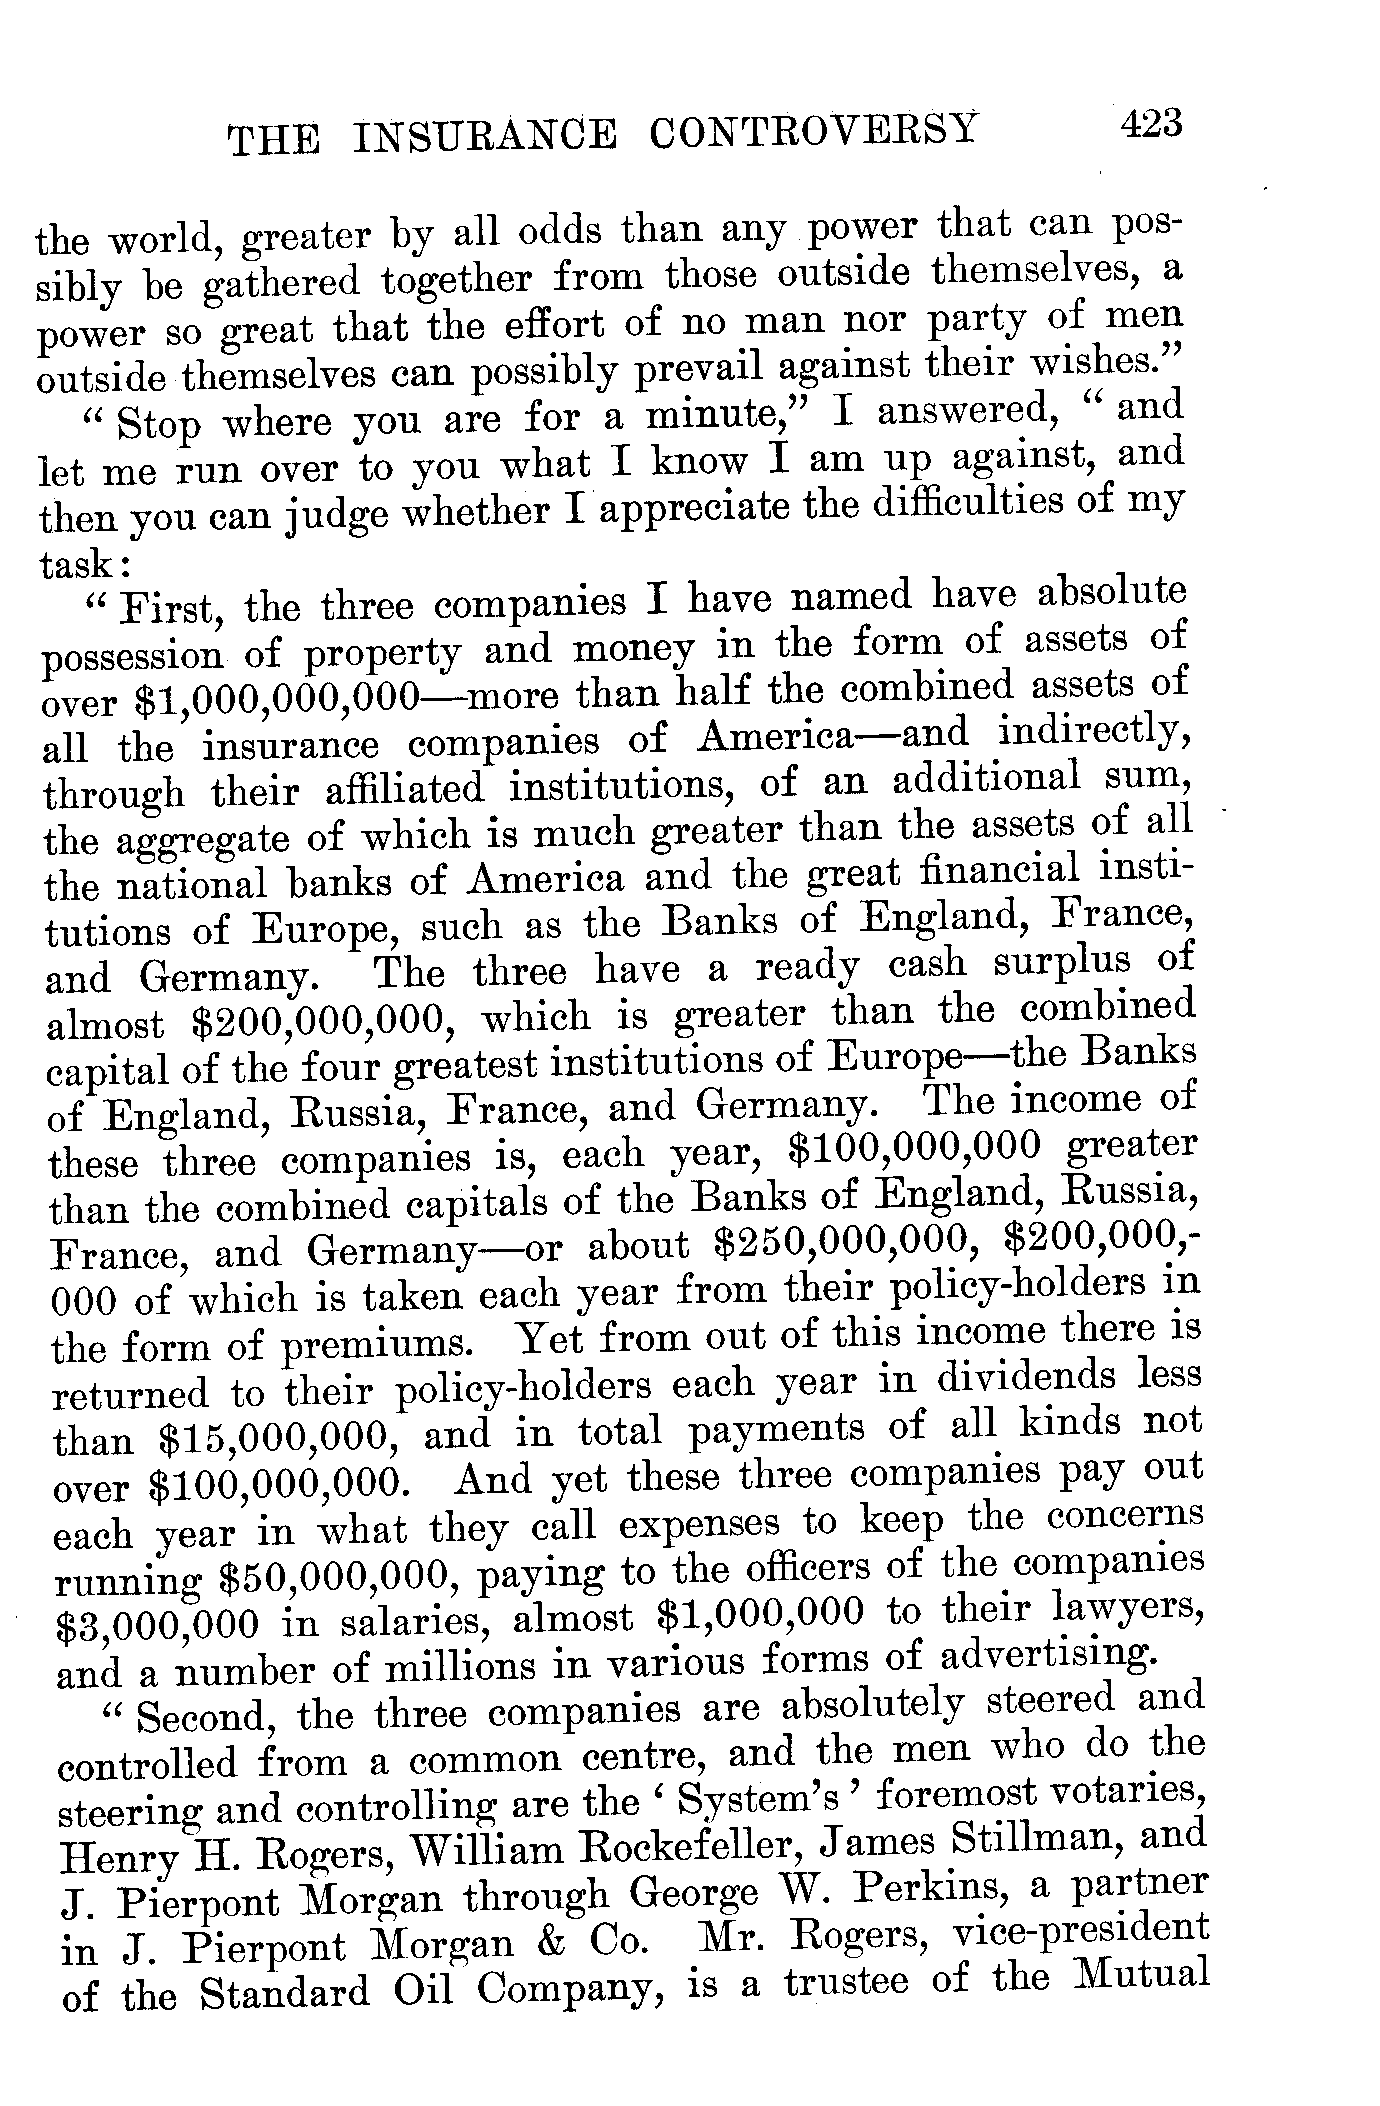 THE INSURANCE CONTROVERSY 423
the world, greater by all odds than any power that can pos-
sibly be gathered together from those outside themselves, a
power so great that the effort of no man nor party of men
outside themselves can possibly prevail against their wishes.”
“ Stop where you are for a minute,” I answered, “ and
let me run over to you what I know I am up against, and
then you can judge whether I appreciate the difficulties of my
task:
“ First, the three companies I have named have absolute
possession of property and money in the form of assets of
over $1,000,000,000—more than half the combined assets of
all the insurance companies of America—and indirectly,
through their affiliated institutions, of an additional sum,
the aggregate of which is much greater than the assets of all
the national banks of America and the great financial insti-
tutions of Europe, such as the Banks of England, France,
and Germany. The three have a ready cash surplus of
almost $200,000,000, which is greater than the combined
capital of the four greatest institutions of Europe—the Banks
of England, Russia, France, and Germany. The income of
these three companies is, each year, $100,000,000 greater
than the combined capitals of the Banks of England, Russia,
France, and Germany—or about $250,000,000, $200,000,-
000 of which is taken each year from their policy-holders in
the form of premiums. Yet from out of this income there is
returned to their policy-holders each year in dividends less
than $15,000,000, and in total payments of all kinds not
over $100,000,000. And yet these three companies pay out
each year in what they call expenses to keep the concerns
running $50,000,000, paying to the officers of the companies
$3,000,000 in salaries, almost $1,000,000 to their lawyers,
and a number of millions in various forms of advertising.
“ Second, the three companies are absolutely steered and
controlled from a common centre, and the men who do the
steering and controlling are the ‘ System’s ’ foremost votaries,
Henry H. Rogers, William Rockefeller, James Stillman, and
J. Pierpont Morgan through George W. Perkins, a partner
in J. Pierpont Morgan & Co. Mr. Rogers, vice-president
of the Standard Oil Company, is a trustee of the Mutual